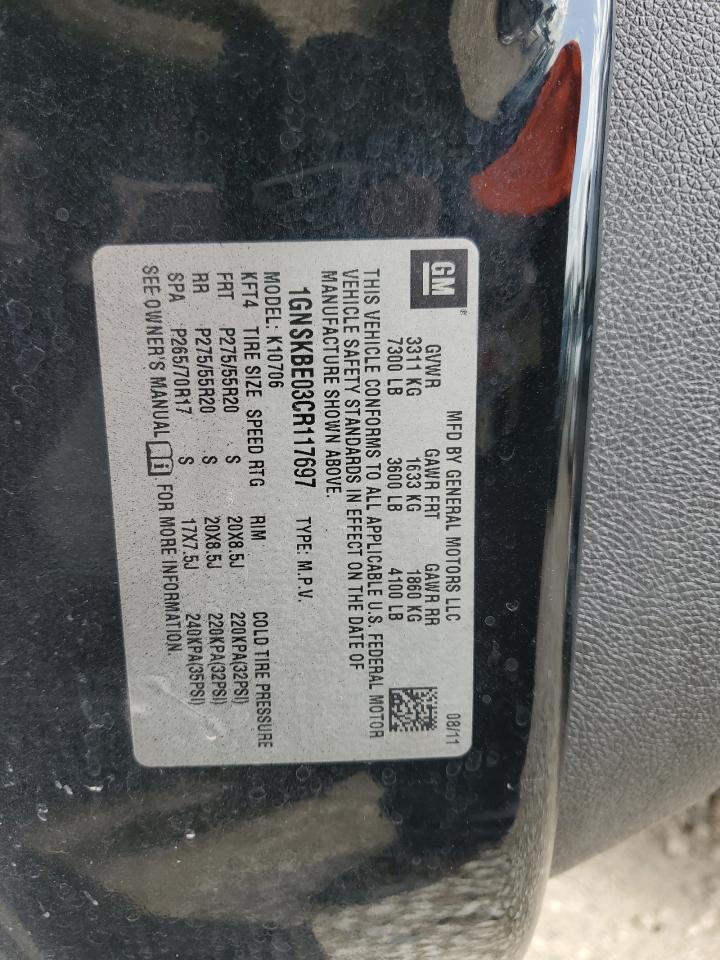 GM ®
MFD BY GENERAL MOTORS LLC 08/11
GVWR GAWR FRT GAWR RR
3311 KG 1633 KG 1860 KG
7300 LB 3600 LB 4100 LB
THIS VEHICLE CONFORMS TO ALL APPLICABLE U.S. FEDERAL MOTOR
VEHICLE SAFETY STANDARDS IN EFFECT ON THE DATE OF
MANUFACTURE SHOWN ABOVE.
1GNSKBE03CR117697 TYPE: M.P.V.
MODEL: K10706
KFT4 TIRE SIZE SPEED RTG RIM COLD TIRE PRESSURE
FRT P275/55R20 S 20X8.5J 220KPA(32PSI)
RR P275/55R20 S 20X8.5J 220KPA(32PSI)
SPA P265/70R17 S 17X7.5J 240KPA(35PSI)
SEE OWNER'S MANUAL FOR MORE INFORMATION.